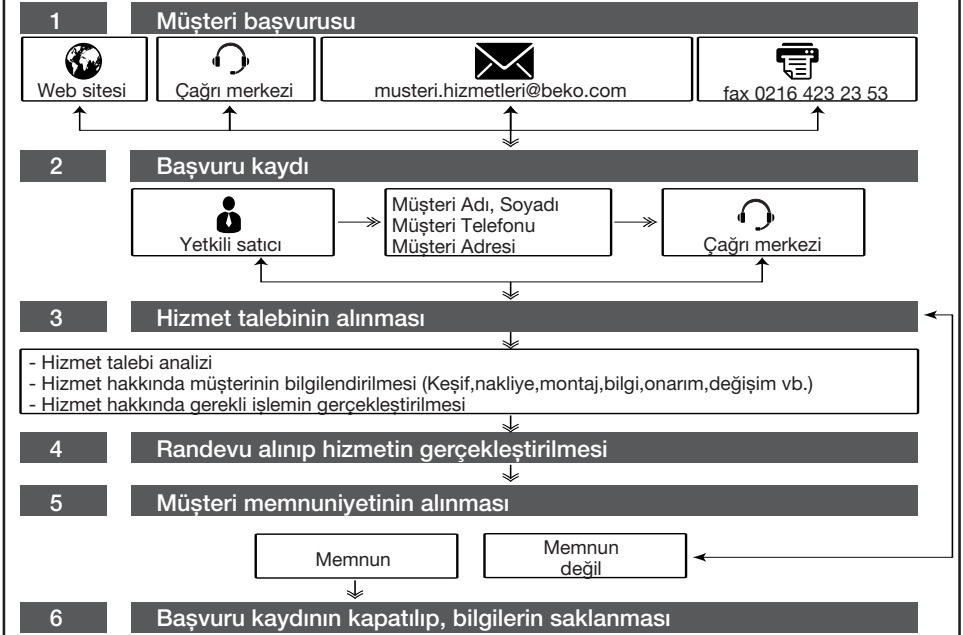 1 Müşteri başvurusu
Web sitesi
Çağrı merkezi
musteri.hizmetleri@beko.com
fax 0216 423 23 53
2 Başvuru kaydı
Yetkili satıcı
Müşteri Adı, Soyadı
Müşteri Telefonu
Müşteri Adresi
Çağrı merkezi
3 Hizmet talebinin alınması
- Hizmet talebi analizi
- Hizmet hakkında müşterinin bilgilendirilmesi (Keşif,nakliye,montaj,bilgi,onarım,değişim vb.)
- Hizmet hakkında gerekli işlemin gerçekleştirilmesi
4 Randevu alınıp hizmetin gerçekleştirilmesi
5 Müşteri memnuniyetinin alınması
Memnun
Memnun
değil
6 Başvuru kaydının kapatılıp, bilgilerin saklanması